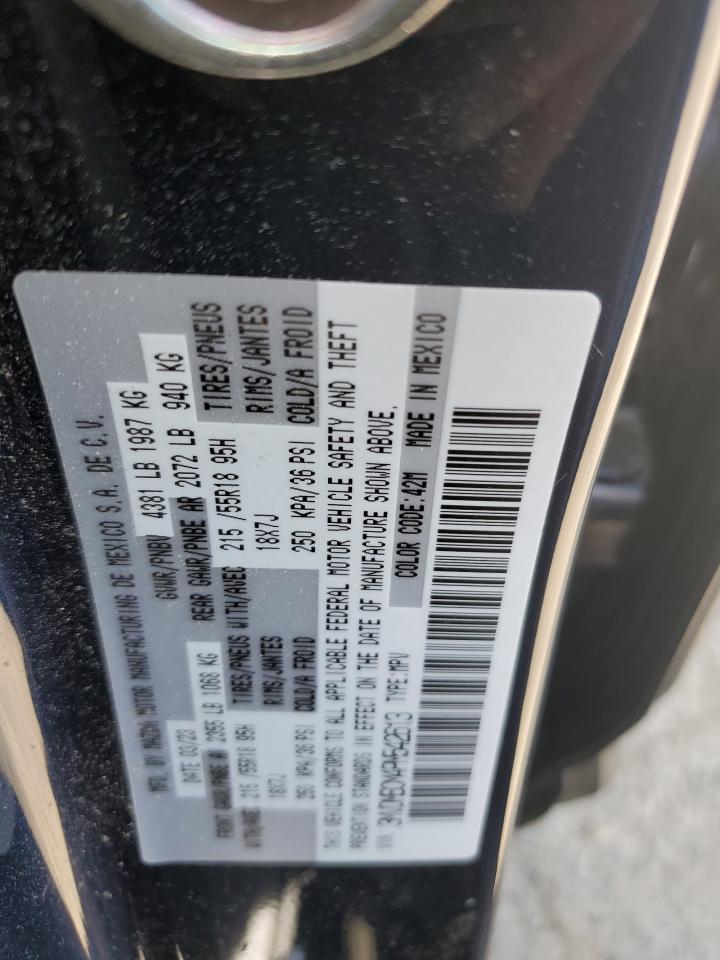 MFD. BY MAZDA MOTOR MANUFACTURING DE MEXICO S.A. DE C.V.
DATE: 03/23 GVWR/PNBV 4381 LB 1987 KG
FRONT GAWR/PNBE AV 2355 LB 1068 KG REAR GAWR/PNBE AR 2072 LB 940 KG
WITH/AVEC TIRES/PNEUS WITH/AVEC TIRES/PNEUS
215 /55R18 95H RIMS/JANTES 215 /55R18 95H RIMS/JANTES
18X7J COLD/A FROID 18X7J COLD/A FROID
250 KPA/36 PSI 250 KPA/36 PSI
THIS VEHICLE CONFORMS TO ALL APPLICABLE FEDERAL MOTOR VEHICLE SAFETY AND THEFT
PREVENTION STANDARDS IN EFFECT ON THE DATE OF MANUFACTURE SHOWN ABOVE.
TYPE:MPV COLOR CODE:42M MADE IN MEXICO